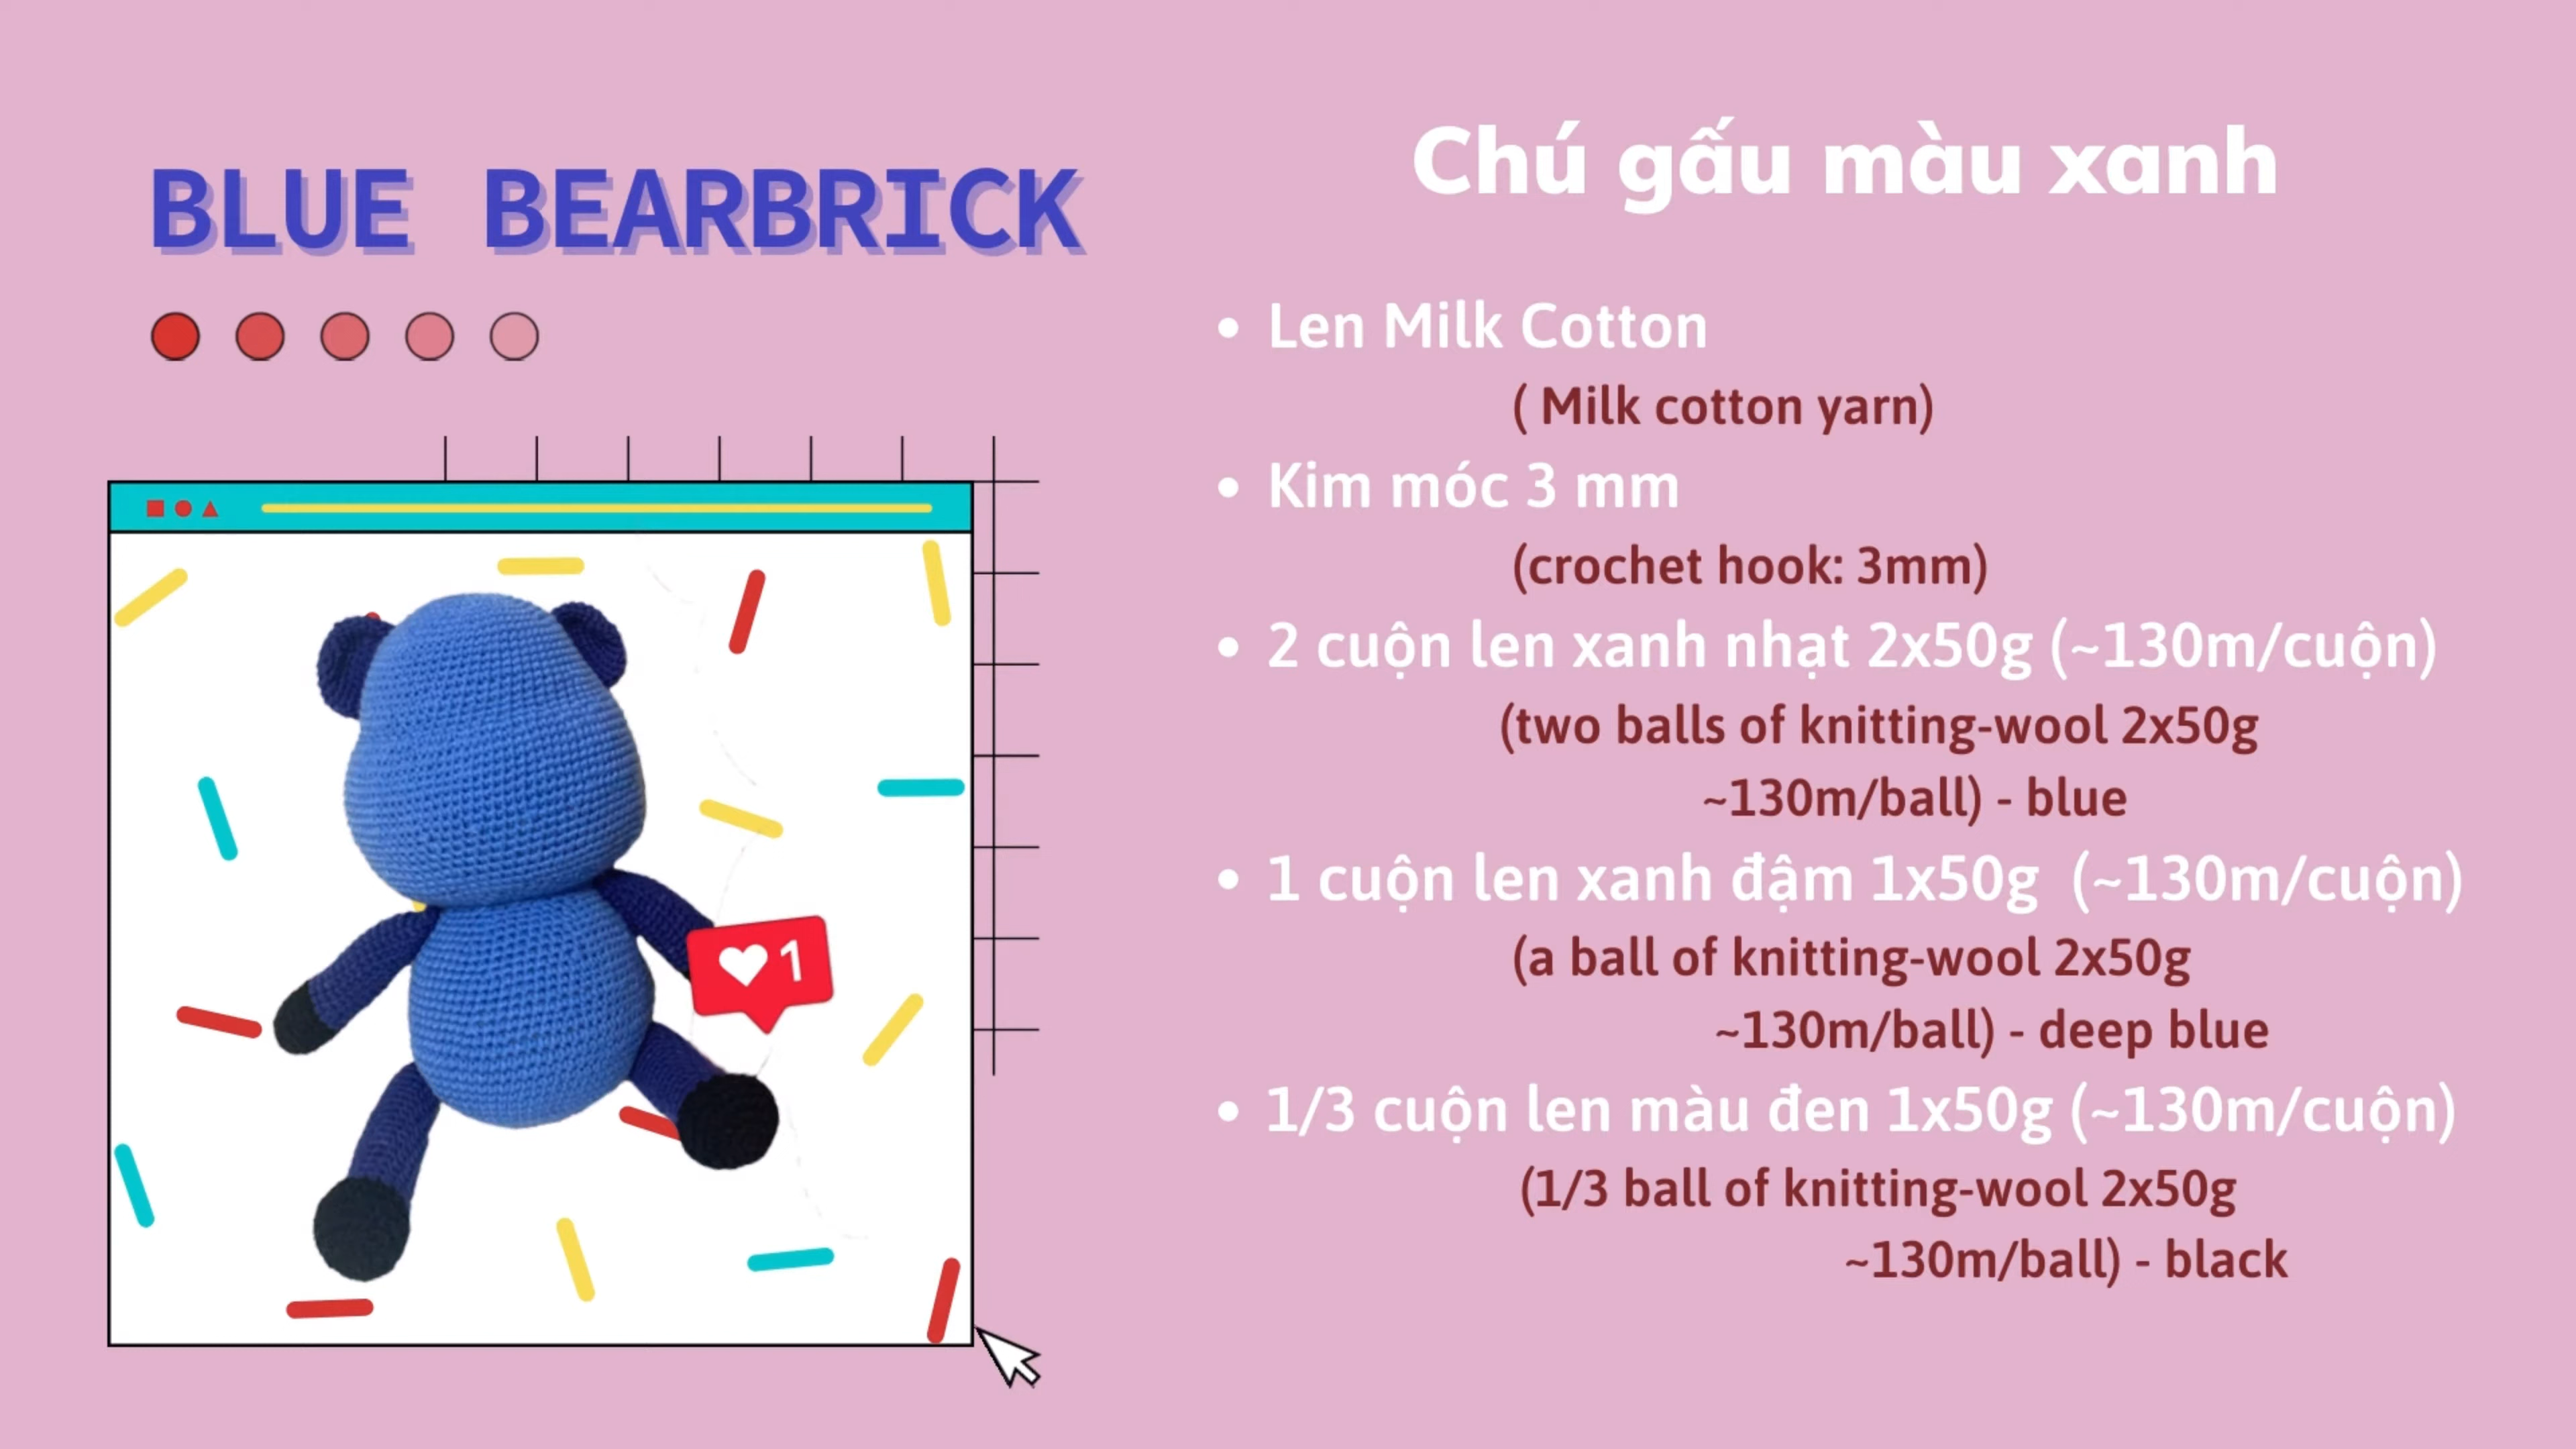 BLUE BEARBRICK
1
Chú gấu màu xanh
• Len Milk Cotton
( Milk cotton yarn)
• Kim móc 3 mm
(crochet hook: 3mm)
• 2 cuộn len xanh nhạt 2x50g (~130m/cuộn)
(two balls of knitting-wool 2x50g
~130m/ball) - blue
• 1 cuộn len xanh đậm 1x50g (~130m/cuộn)
(a ball of knitting-wool 2x50g
~130m/ball) - deep blue
• 1/3 cuộn len màu đen 1x50g (~130m/cuộn)
(1/3 ball of knitting-wool 2x50g
~130m/ball) - black